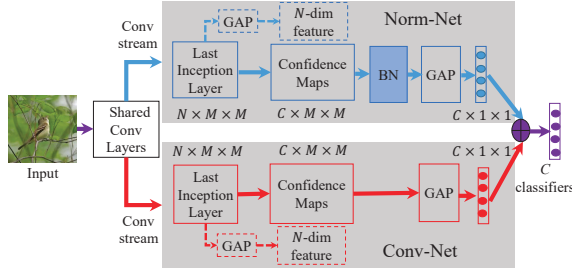 Conv
stream
GAP
N-dim
feature
Norm-Net
Last
Inception
Layer
Confidence
Maps
BN
GAP
N × M × M
C × M × M
C × 1 × 1
Shared
Conv
Layers
Input
C
classifiers
N × M × M
C × M × M
C × 1 × 1
Last
Inception
Layer
Confidence
Maps
GAP
Conv
stream
GAP
N-dim
feature
Conv-Net